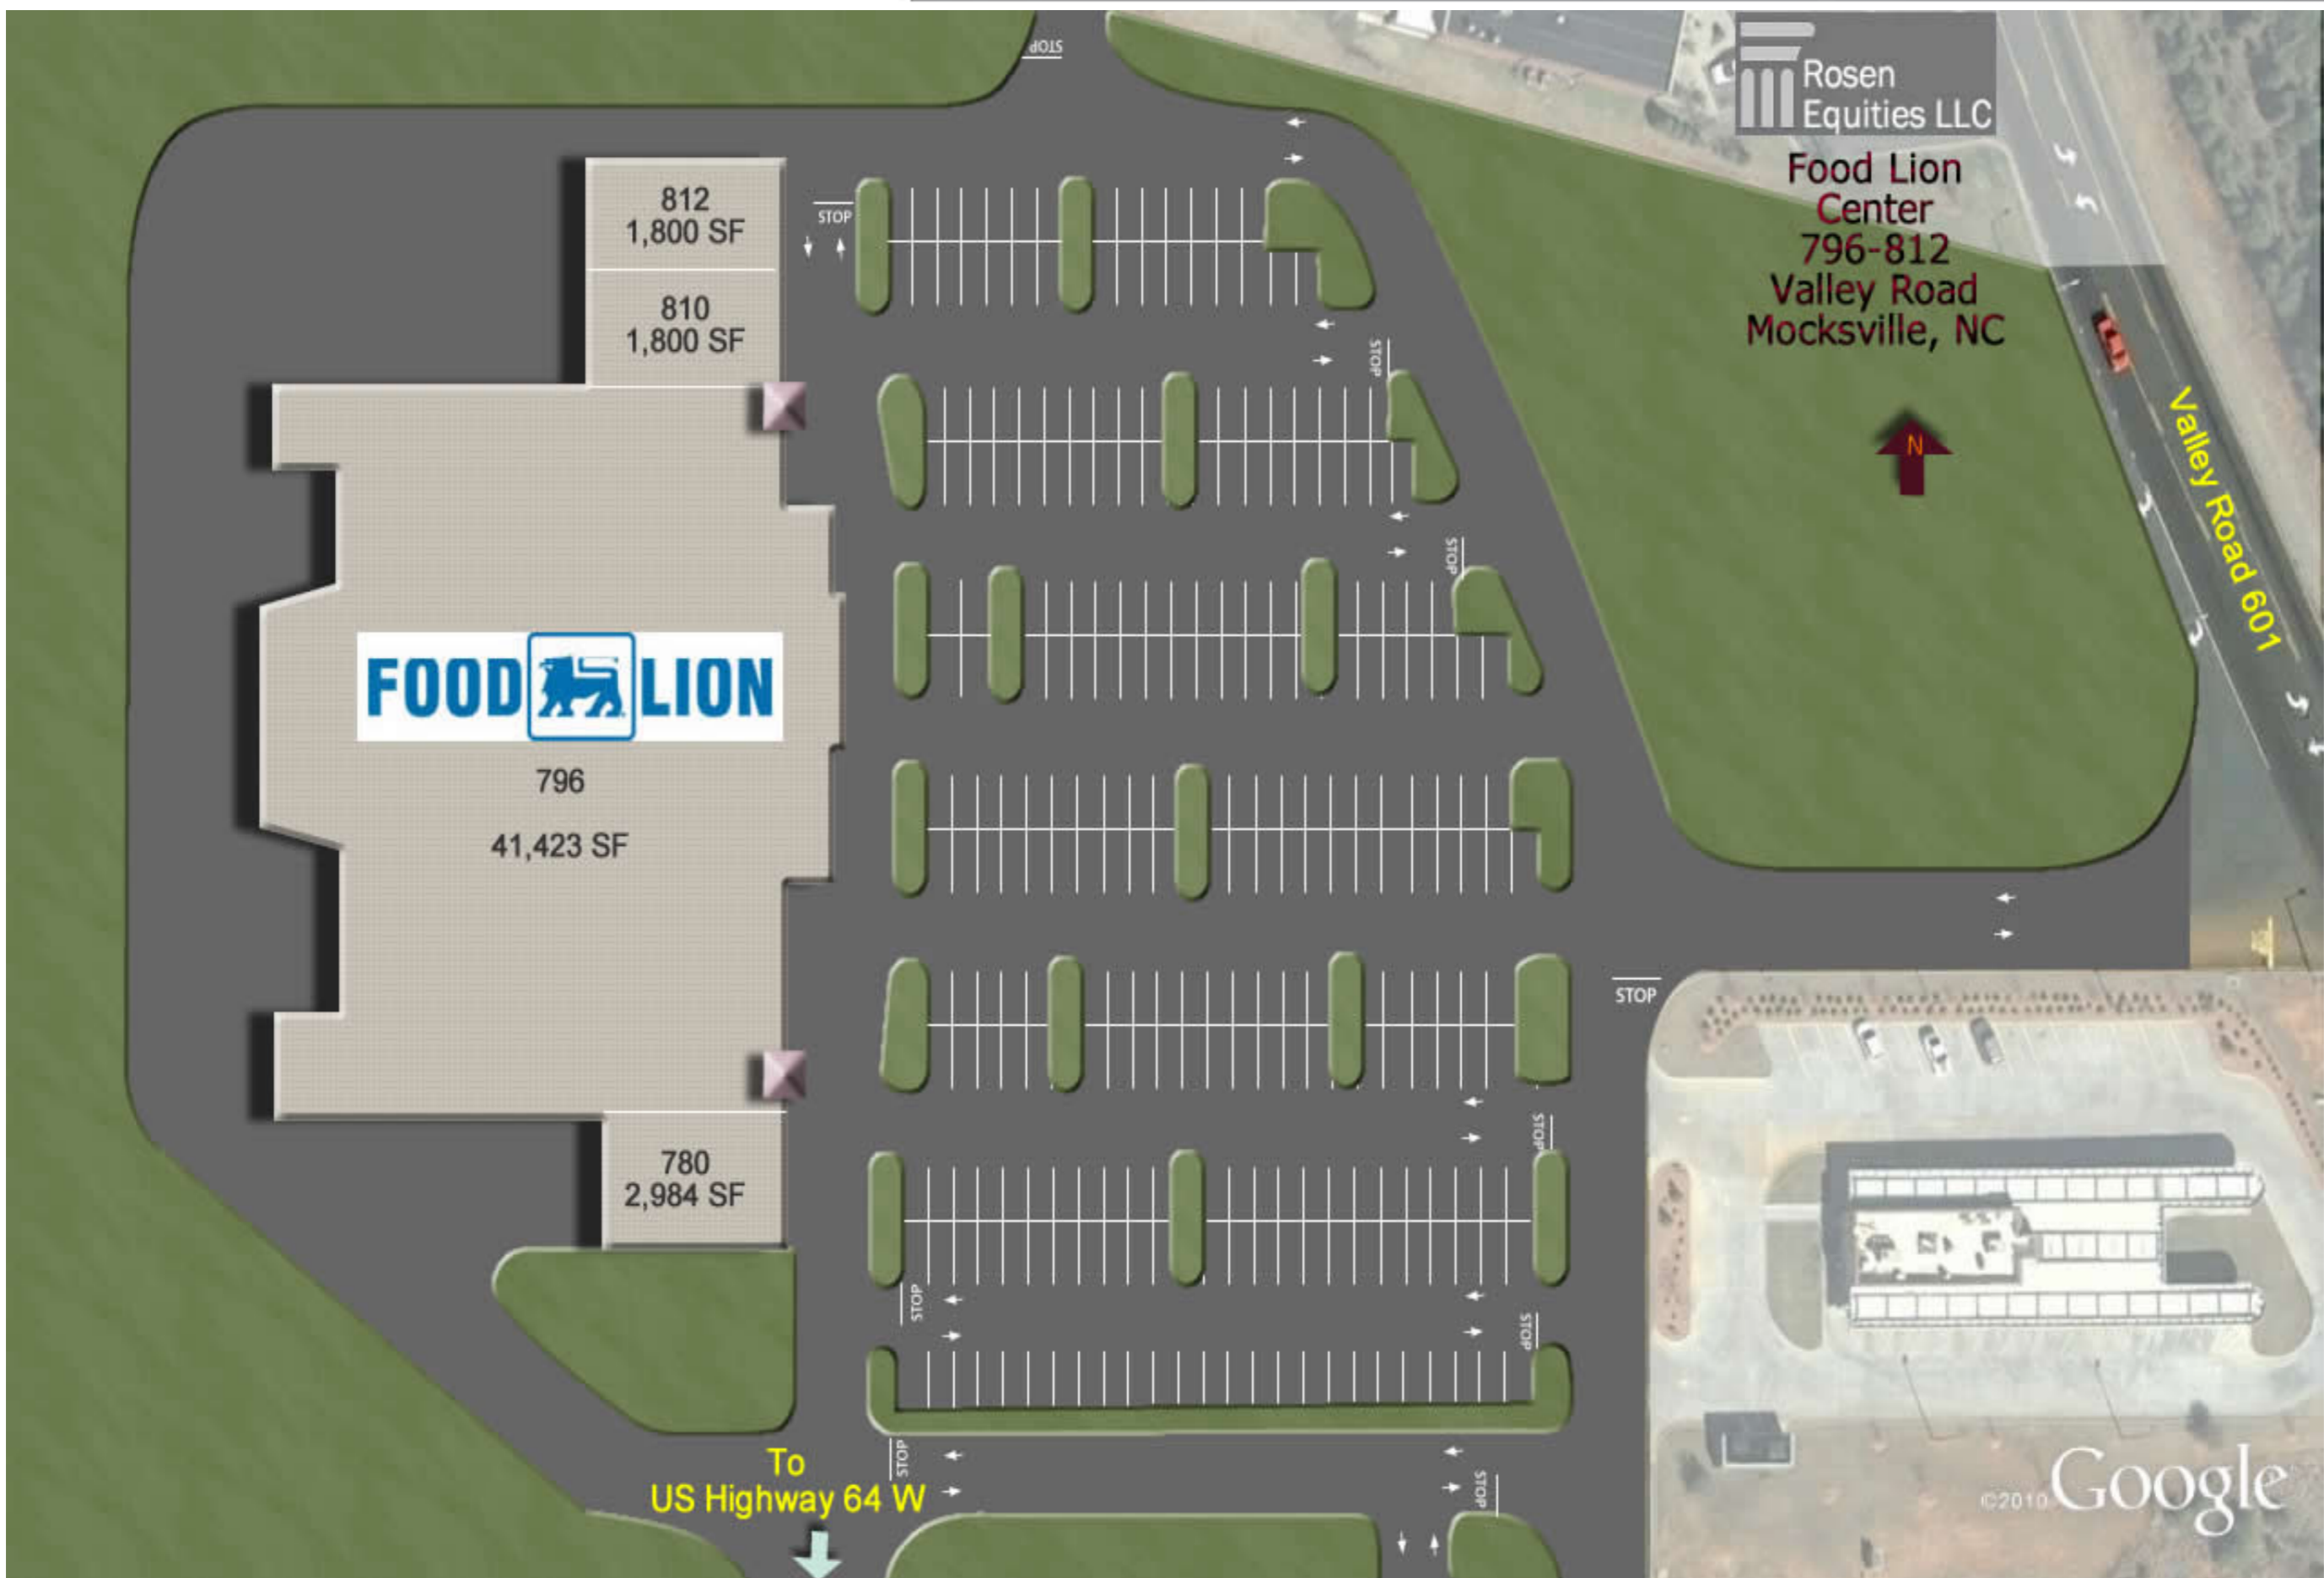 STOP
Rosen
Equities LLC
Food Lion
Center
796-812
Valley Road
Mocksville, NC
N
Valley Road 601
812
1,800 SF
STOP
810
1,800 SF
STOP
STOP
FOOD LION
796
41,423 SF
STOP
STOP
780
2,984 SF
STOP
STOP
STOP
To
US Highway 64 W
STOP
©2010 Google